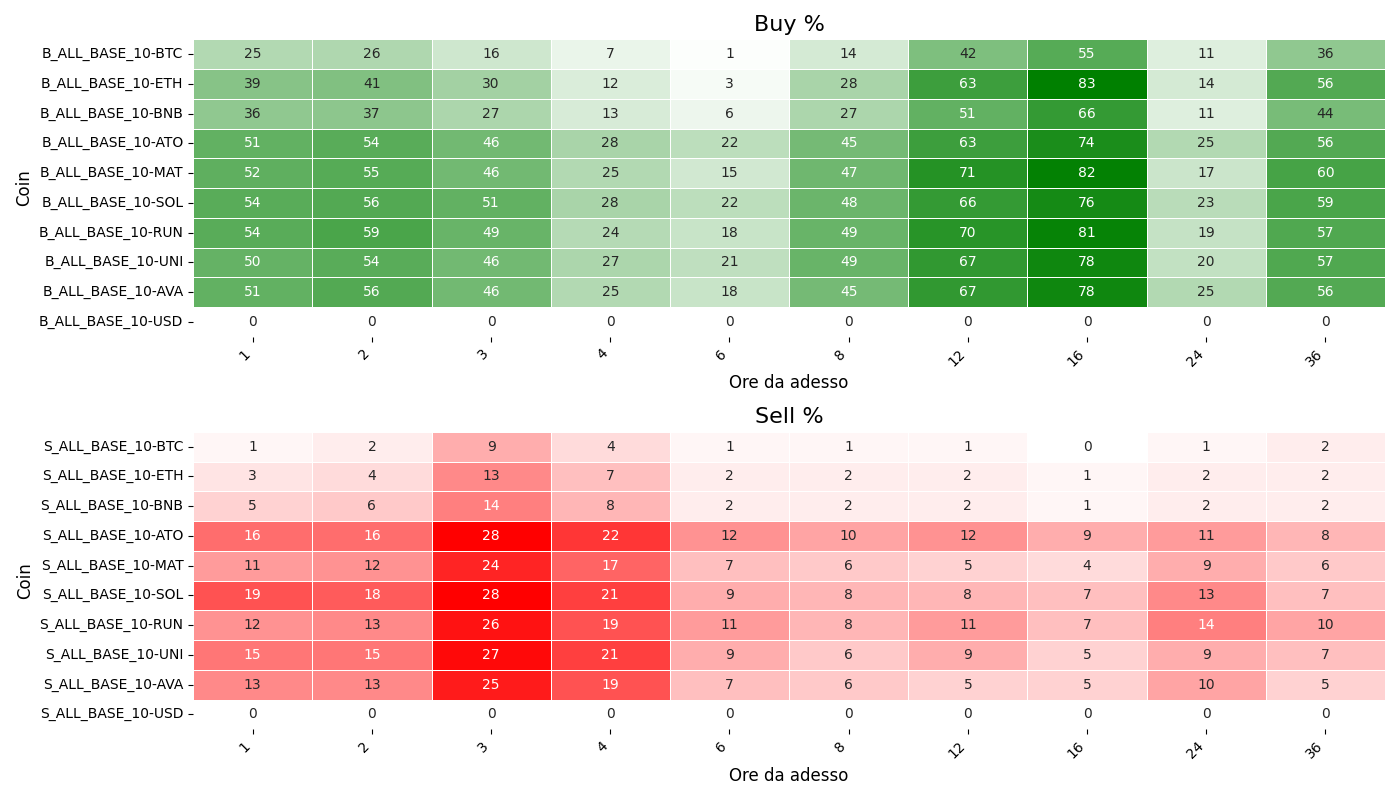 Buy %
Coin
B_ALL_BASE_10-BTC 25 26 16 7 1 14 42 55 11 36
B_ALL_BASE_10-ETH 39 41 30 12 3 28 63 83 14 56
B_ALL_BASE_10-BNB 36 37 27 13 6 27 51 66 11 44
B_ALL_BASE_10-ATO 51 54 46 28 22 45 63 74 25 56
B_ALL_BASE_10-MAT 52 55 46 25 15 47 71 82 17 60
B_ALL_BASE_10-SOL 54 56 51 28 22 48 66 76 23 59
B_ALL_BASE_10-RUN 54 59 49 24 18 49 70 81 19 57
B_ALL_BASE_10-UNI 50 54 46 27 21 49 67 78 20 57
B_ALL_BASE_10-AVA 51 56 46 25 18 45 67 78 25 56
B_ALL_BASE_10-USD 0 0 0 0 0 0 0 0 0 0
1 2 3 4 6 8 12 16 24 36
Ore da adesso
Sell %
Coin
S_ALL_BASE_10-BTC 1 2 9 4 1 1 1 0 1 2
S_ALL_BASE_10-ETH 3 4 13 7 2 2 2 1 2 2
S_ALL_BASE_10-BNB 5 6 14 8 2 2 2 1 2 2
S_ALL_BASE_10-ATO 16 16 28 22 12 10 12 9 11 8
S_ALL_BASE_10-MAT 11 12 24 17 7 6 5 4 9 6
S_ALL_BASE_10-SOL 19 18 28 21 9 8 8 7 13 7
S_ALL_BASE_10-RUN 12 13 26 19 11 8 11 7 14 10
S_ALL_BASE_10-UNI 15 15 27 21 9 6 9 5 9 7
S_ALL_BASE_10-AVA 13 13 25 19 7 6 5 5 10 5
S_ALL_BASE_10-USD 0 0 0 0 0 0 0 0 0 0
1 2 3 4 6 8 12 16 24 36
Ore da adesso